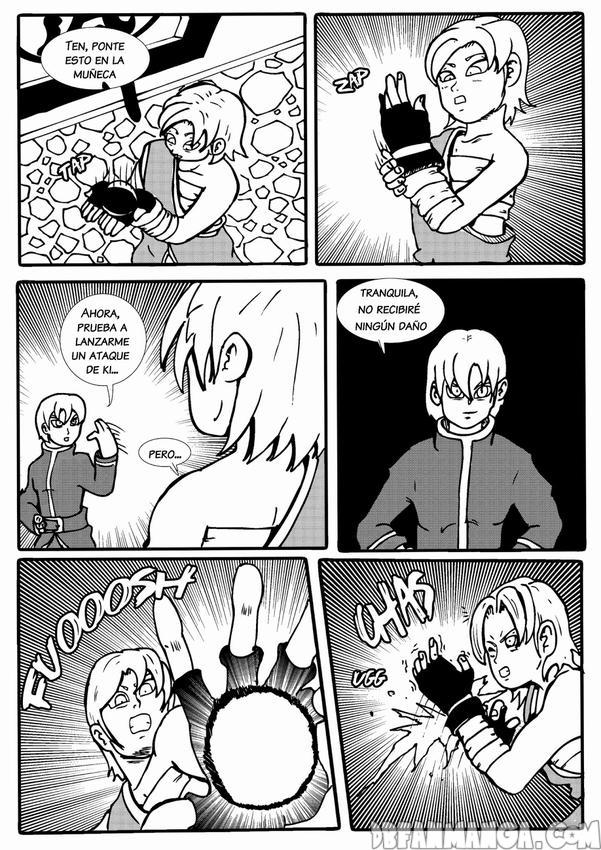 TEN, PONTE
ESTO EN LA
MUÑECA
TAP
ZAP
AHORA,
PRUEBA A
LANZARME
UN ATAQUE
DE KI...
PERO...
TRANQUILA,
NO RECIBIRÉ
NINGÚN DAÑO
FVOOOSH
CHAS
UGG
DBFANMANGA.COM